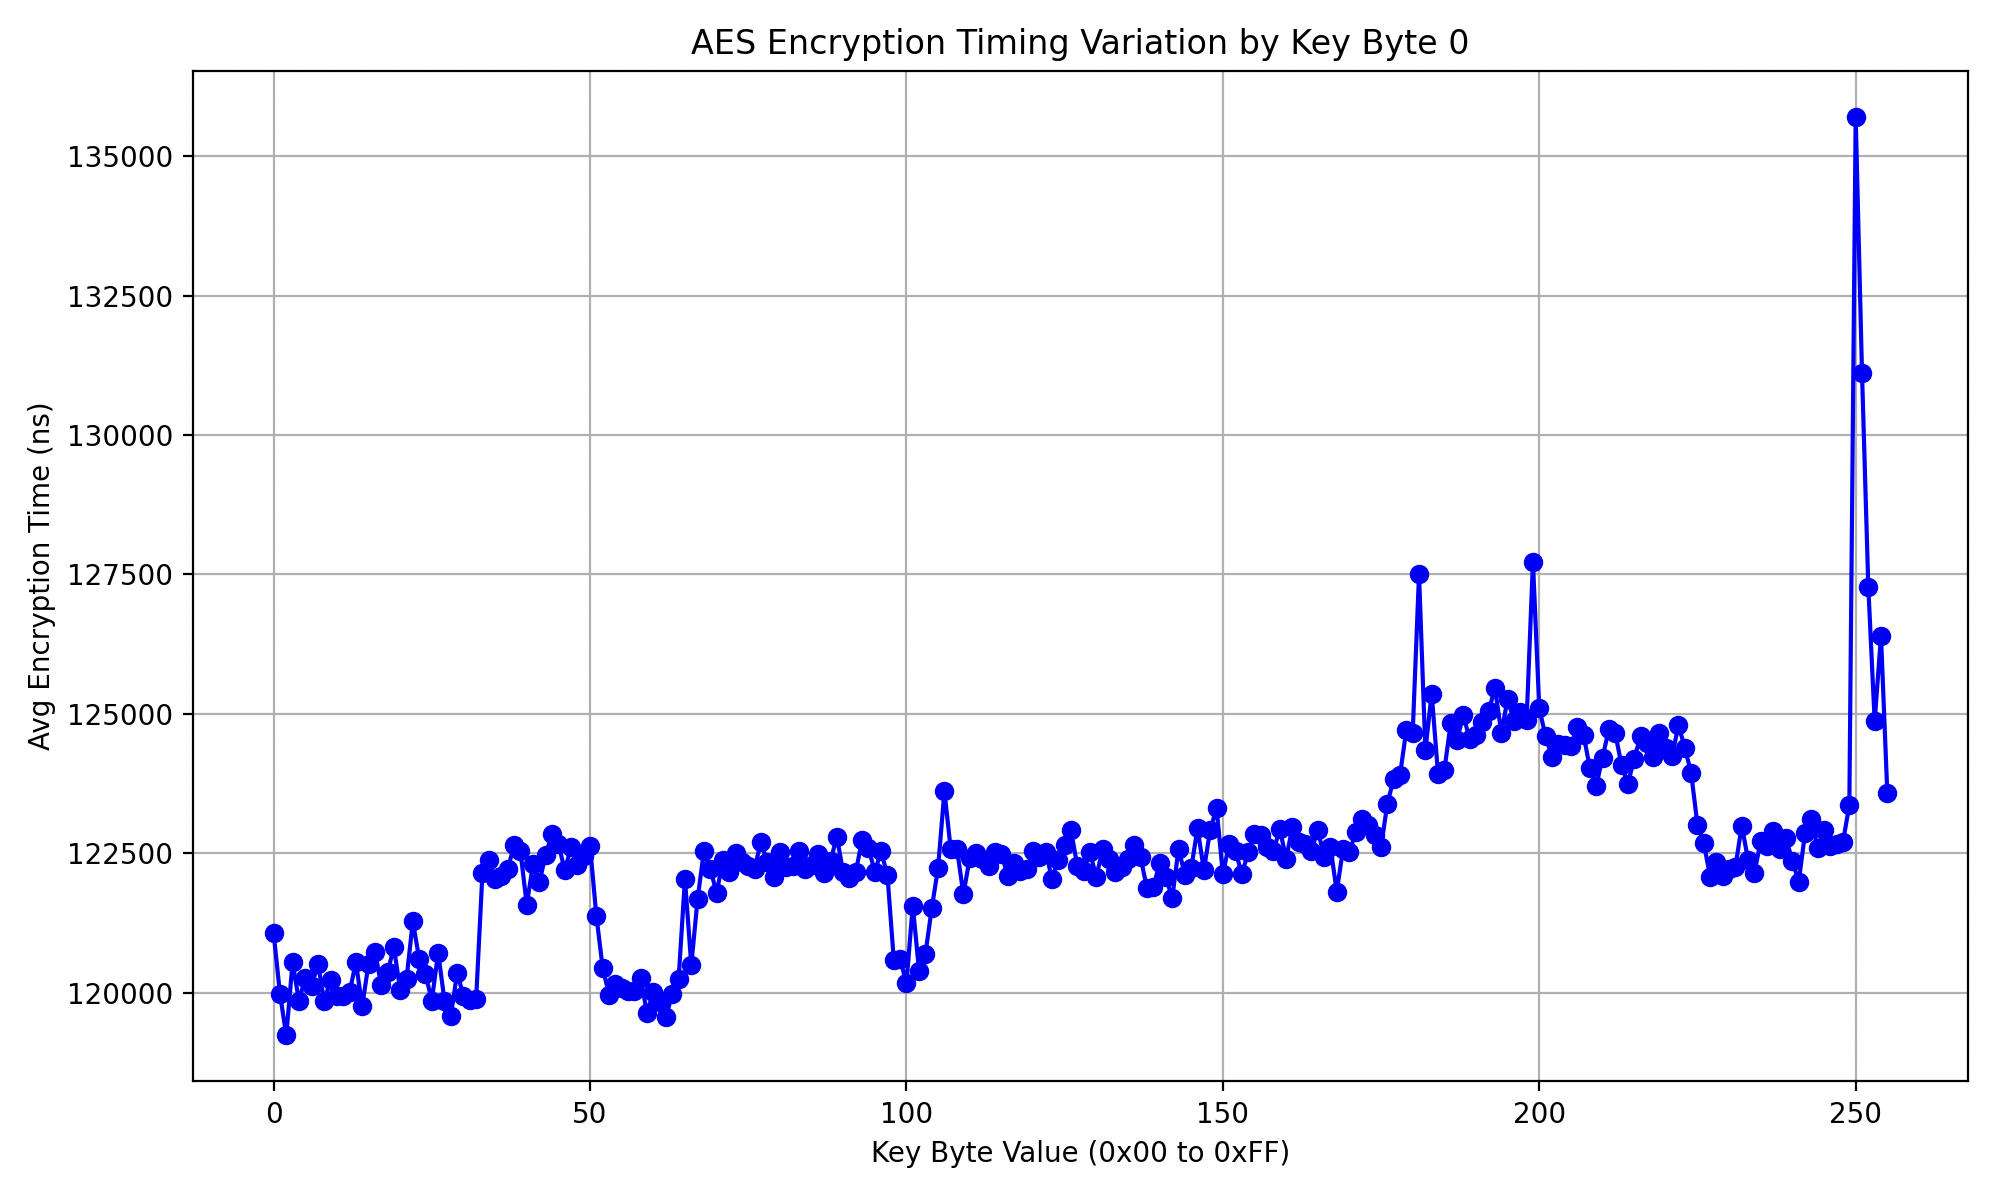 AES Encryption Timing Variation by Key Byte 0
Avg Encryption Time (ns)
135000
132500
130000
127500
125000
122500
120000
0 50 100 150 200 250
Key Byte Value (0x00 to 0xFF)